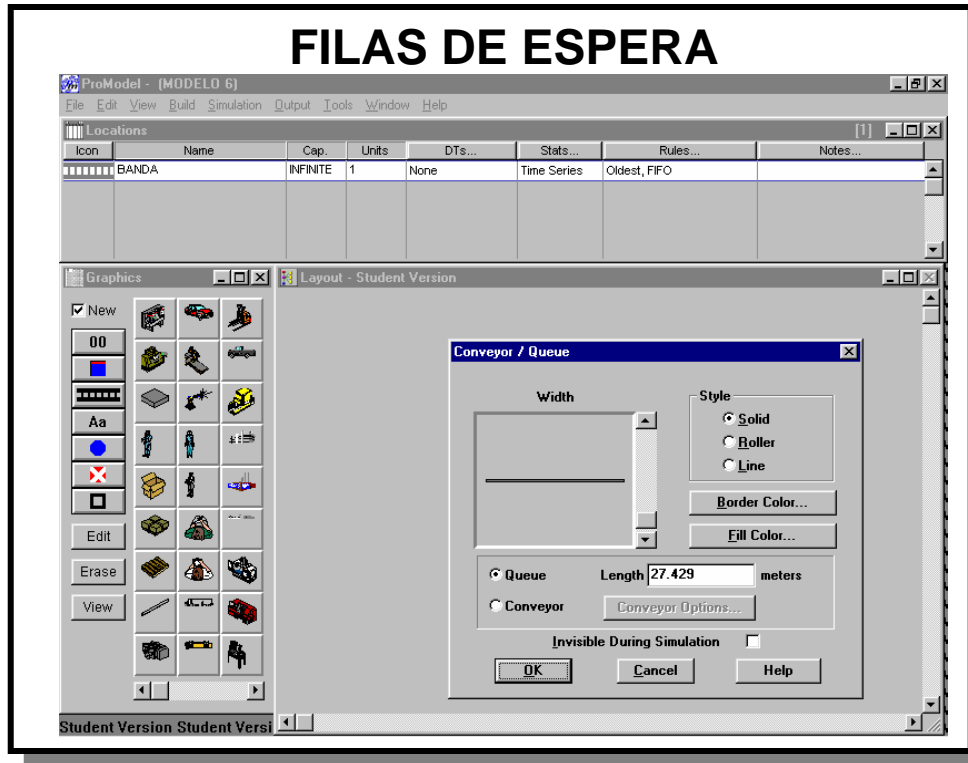 FILAS DE ESPERA
ProModel - (MODELO 6)
File Edit View Build Simulation Output Tools Window Help
Locations [1]
Icon Name Cap. Units DTs... Stats... Rules... Notes...
BANDA INFINITE 1 None Time Series Oldest, FIFO
Graphics
Layout - Student Version
New
00
Aa
Edit
Erase
View
Conveyor / Queue
Width
Style
Solid
Roller
Line
Border Color...
Fill Color...
Queue Length 27.429 meters
Conveyor Conveyor Options...
Invisible During Simulation
OK Cancel Help
Student Version Student Versi